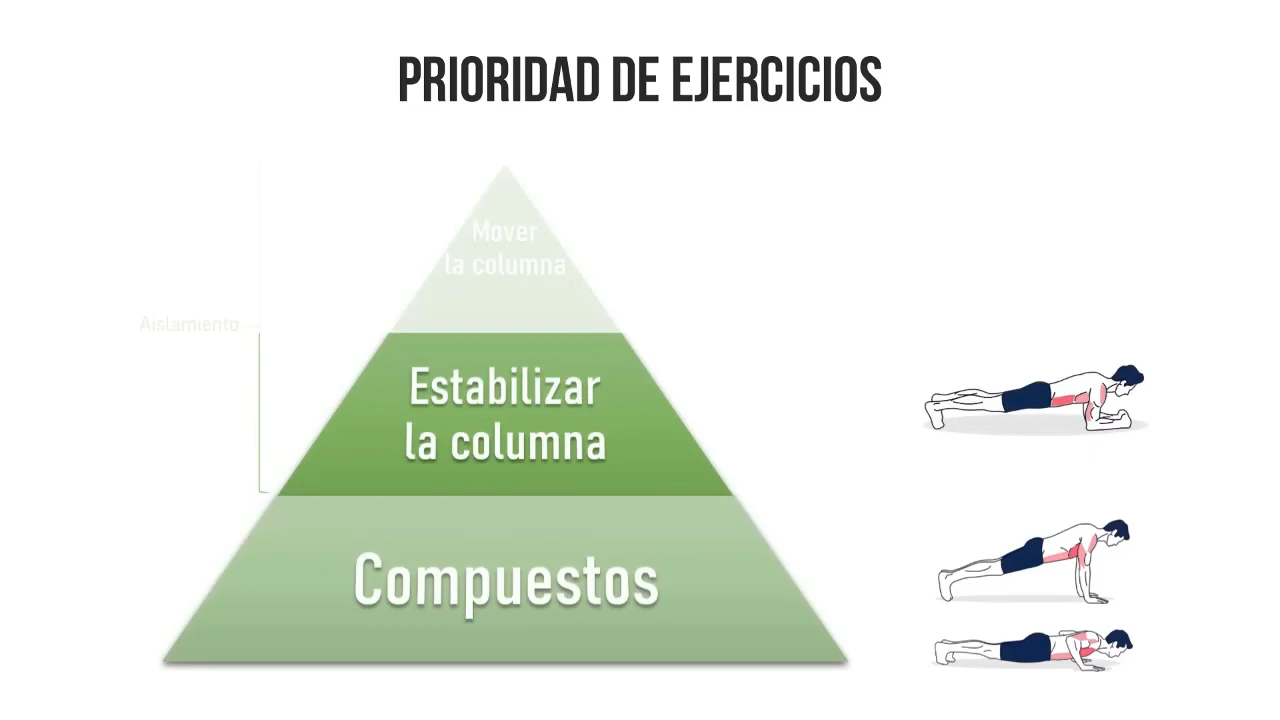 PRIORIDAD DE EJERCICIOS
Mover
la columna
Aislamiento
Estabilizar
la columna
Compuestos